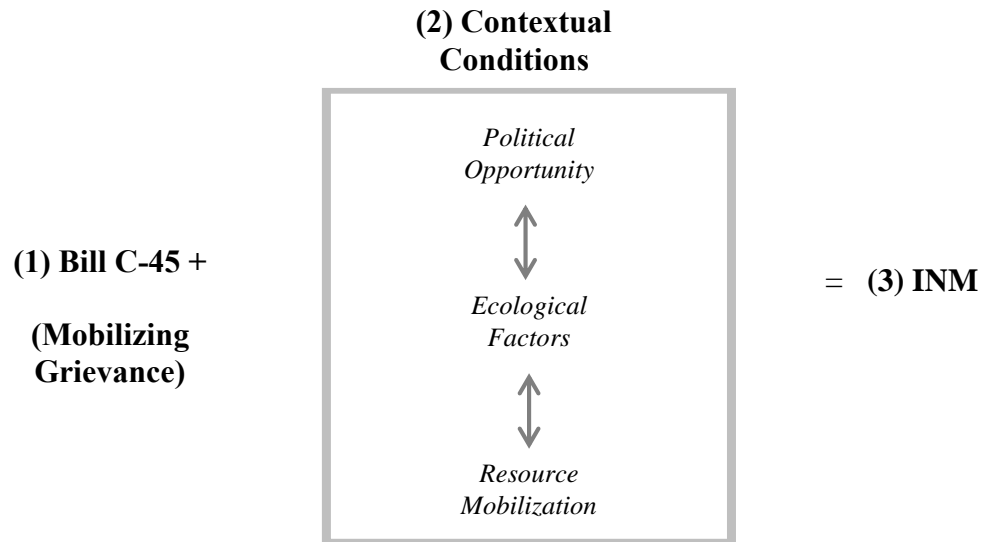 (2) Contextual
Conditions
Political
Opportunity
(1) Bill C-45 +
(Mobilizing
Grievance)
Ecological
Factors
= (3) INM
Resource
Mobilization